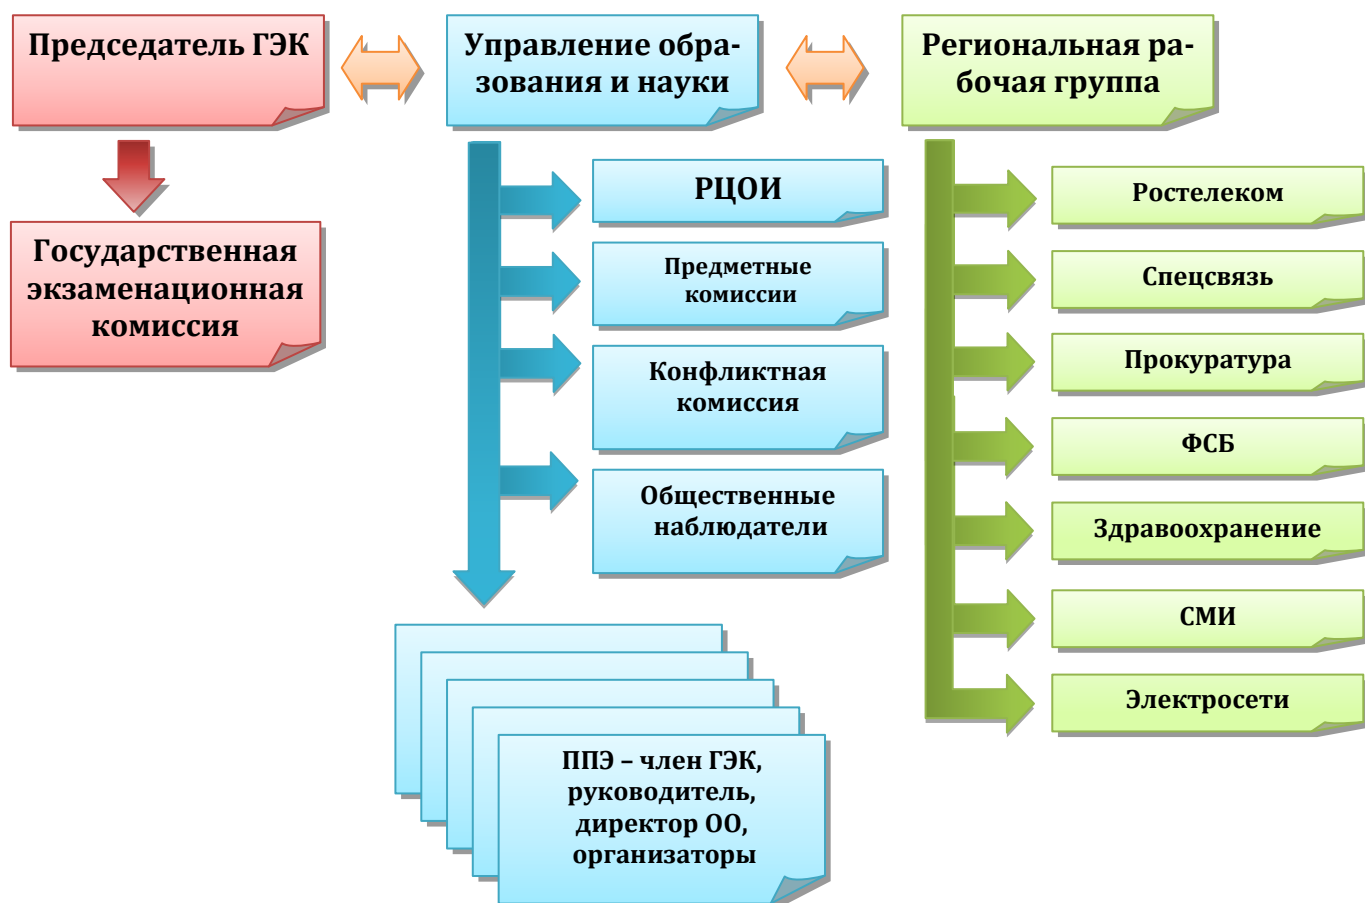 Председатель ГЭК
Управление обра-
зования и науки
Региональная ра-
бочая группа
Государственная
экзаменационная
комиссия
РЦОИ
Предметные
комиссии
Конфликтная
комиссия
Общественные
наблюдатели
ППЭ – член ГЭК,
руководитель,
директор ОО,
организаторы
Ростелеком
Спецсвязь
Прокуратура
ФСБ
Здравоохранение
СМИ
Электросети